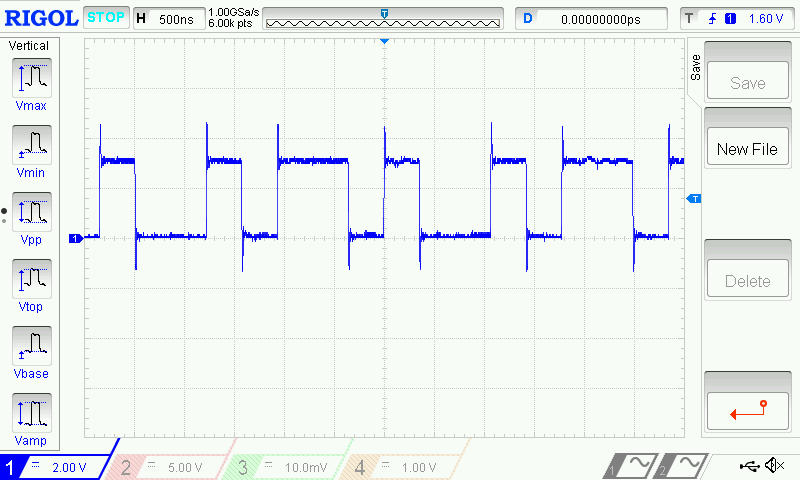 RIGOL STOP H 500ns 1.00GSa/s D 0.00000000ps T 1 1.60 V
6.00k pts
T
Vertical
Vmax
Vmin
Vpp
Vtop
Vbase
Vamp
1
T
Save
Save
New File
Delete
1 2.00 V 2 5.00 V 3 10.0mV 4 1.00 V 1 2